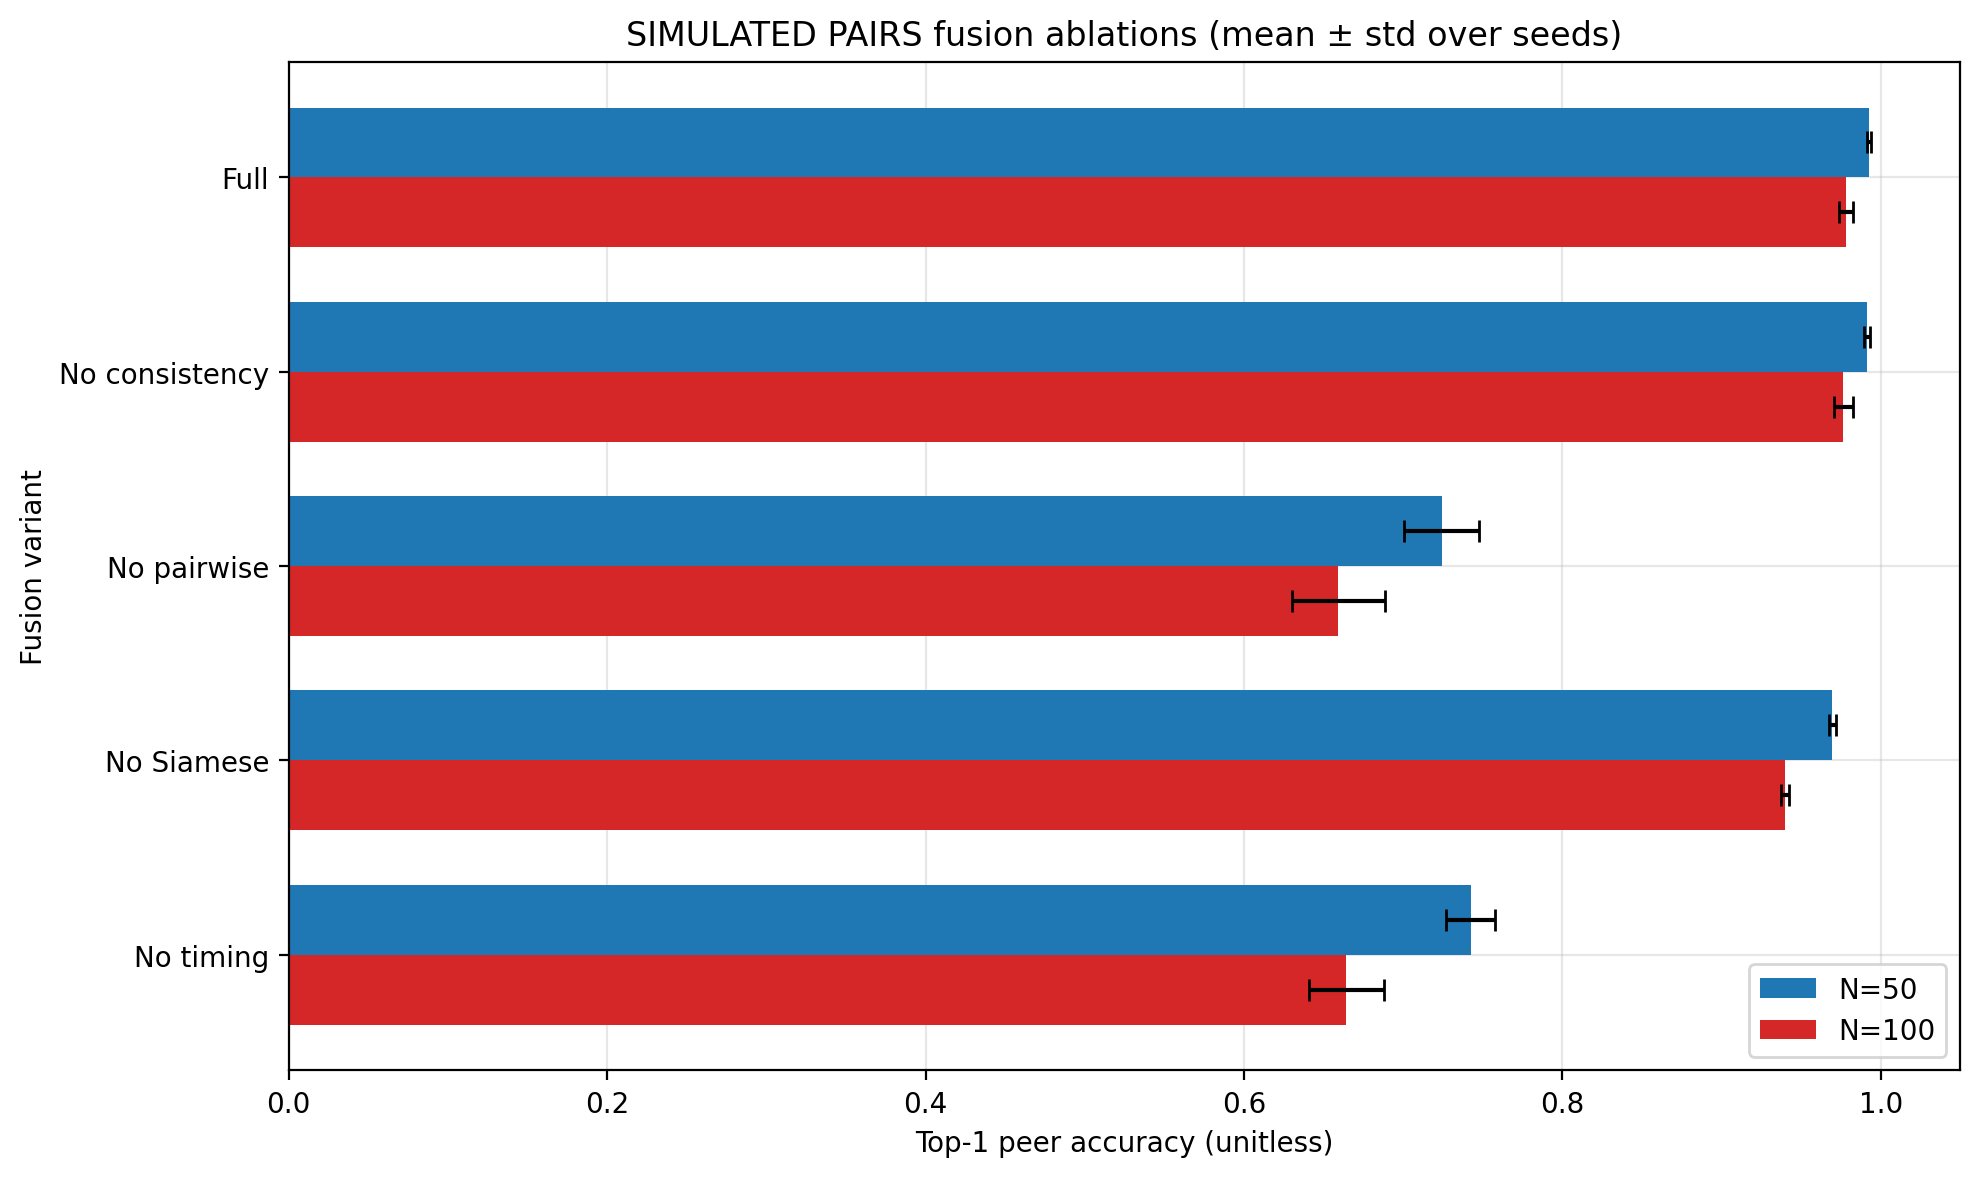 SIMULATED PAIRS fusion ablations (mean ± std over seeds)
Fusion variant
Full
No consistency
No pairwise
No Siamese
No timing
N=50
N=100
0.0 0.2 0.4 0.6 0.8 1.0
Top-1 peer accuracy (unitless)